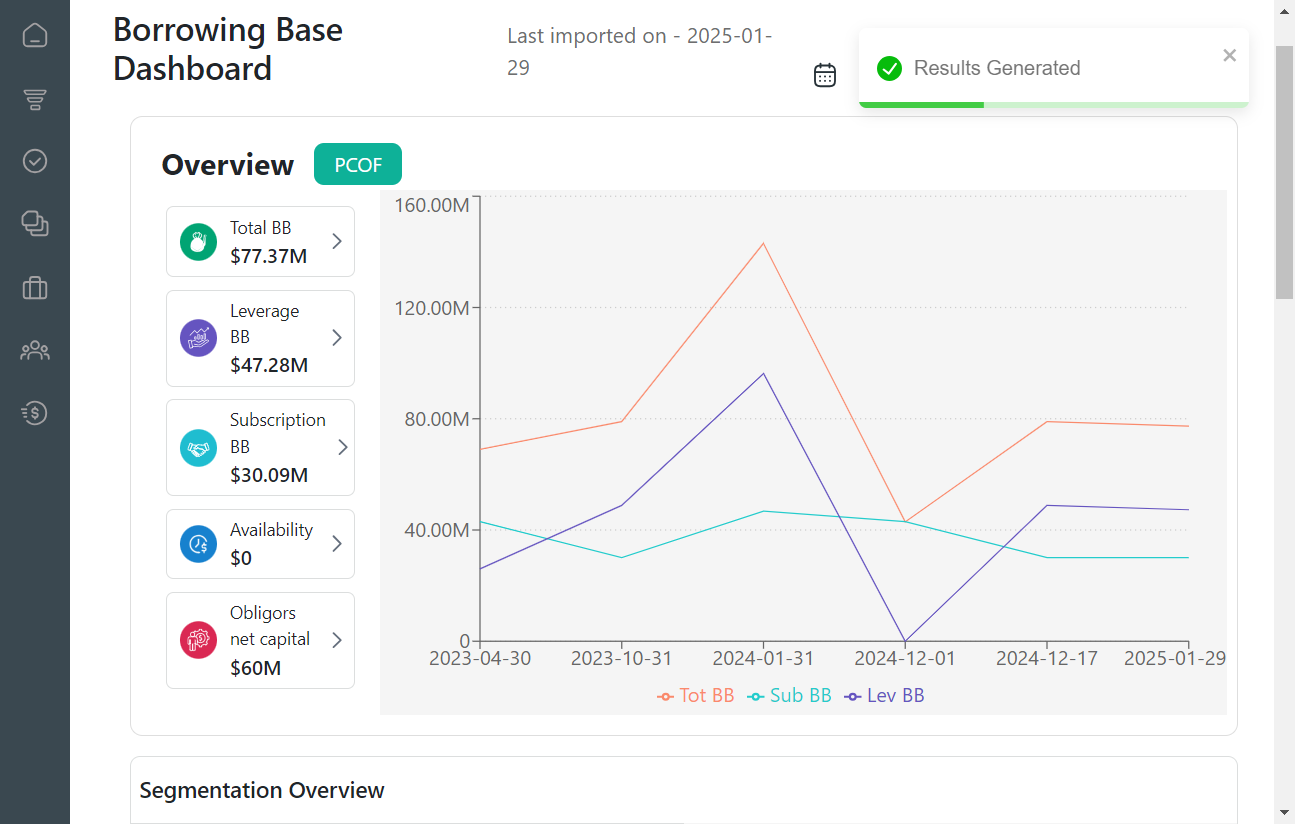 Borrowing Base
Dashboard
Last imported on - 2025-01-
29
Results Generated
Overview
PCOF
Total BB
$77.37M
Leverage
BB
$47.28M
Subscription
BB
$30.09M
Availability
$0
Obligors
net capital
$60M
160.00M
120.00M
80.00M
40.00M
0
2023-04-30 2023-10-31 2024-01-31 2024-12-01 2024-12-17 2025-01-29
Tot BB Sub BB Lev BB
Segmentation Overview